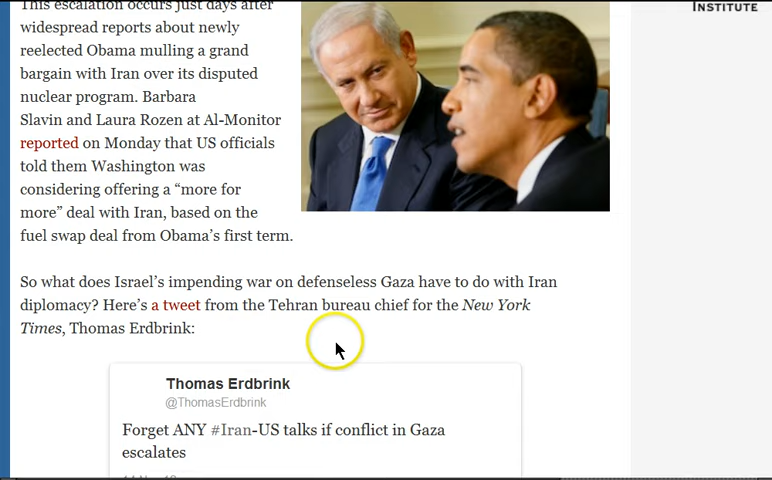 INSTITUTE
This escalation occurs just days after
widespread reports about newly
reelected Obama mulling a grand
bargain with Iran over its disputed
nuclear program. Barbara
Slavin and Laura Rozen at Al-Monitor
reported on Monday that US officials
told them Washington was
considering offering a “more for
more” deal with Iran, based on the
fuel swap deal from Obama’s first term.
So what does Israel’s impending war on defenseless Gaza have to do with Iran
diplomacy? Here’s a tweet from the Tehran bureau chief for the New York
Times, Thomas Erdbrink:
Thomas Erdbrink
@ThomasErdbrink
Forget ANY #Iran-US talks if conflict in Gaza
escalates